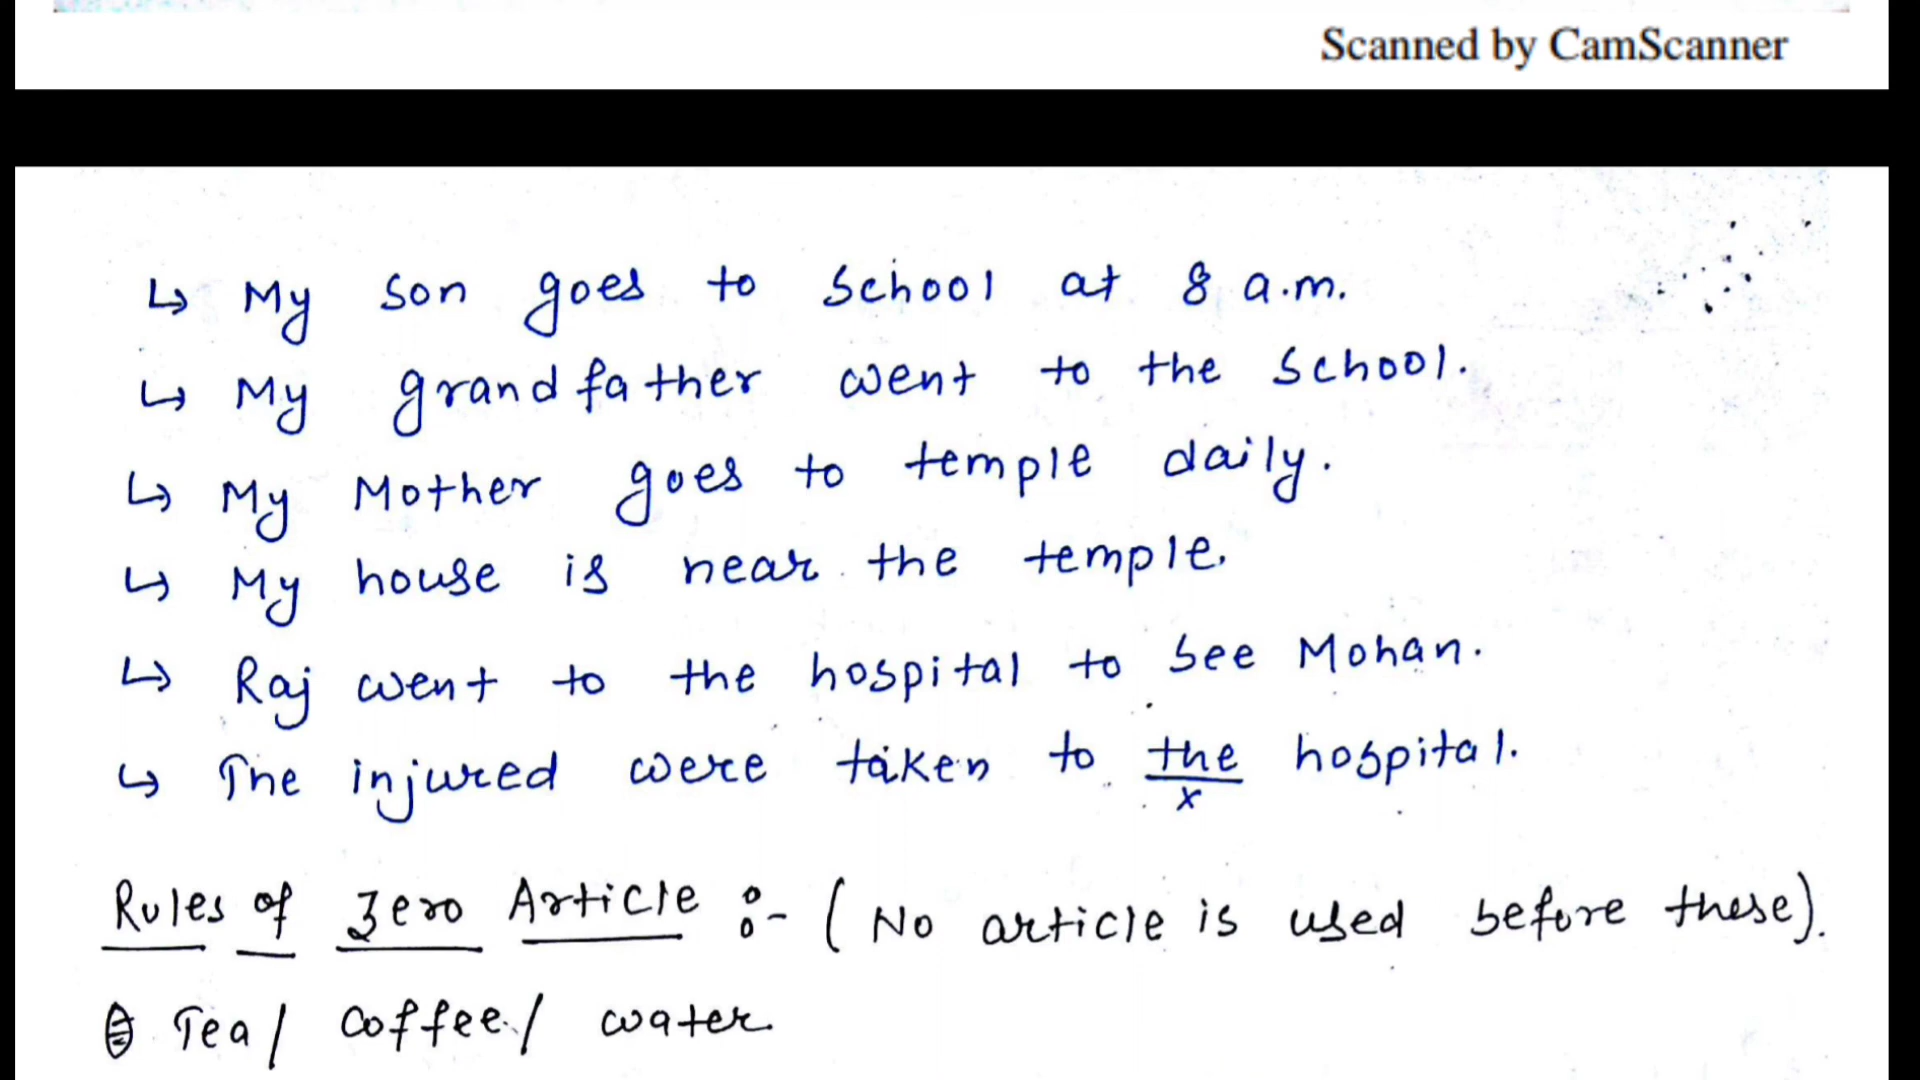 Scanned by CamScanner
↳ My son goes to school at 8 a.m.
↳ My grandfather went to the school.
↳ My Mother goes to temple daily.
↳ My house is near the temple.
↳ Raj went to the hospital to see Mohan.
↳ The injured were taken to the hospital.
x
Rules of Zero Article :- (No article is used before these).
Tea/ coffee/ water